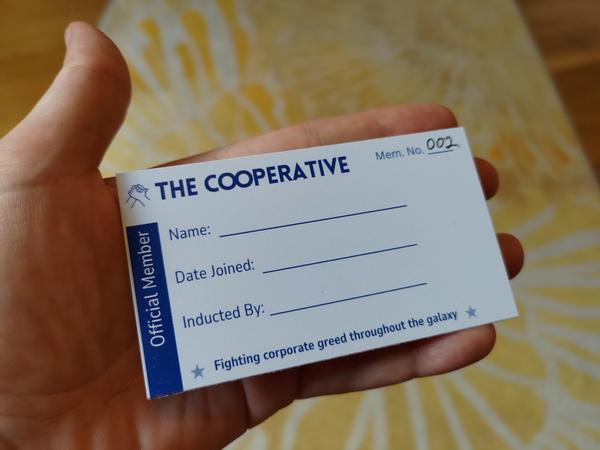 THE COOPERATIVE
Mem. No. 002
Official Member
Name:
Date Joined:
Inducted By:
Fighting corporate greed throughout the galaxy